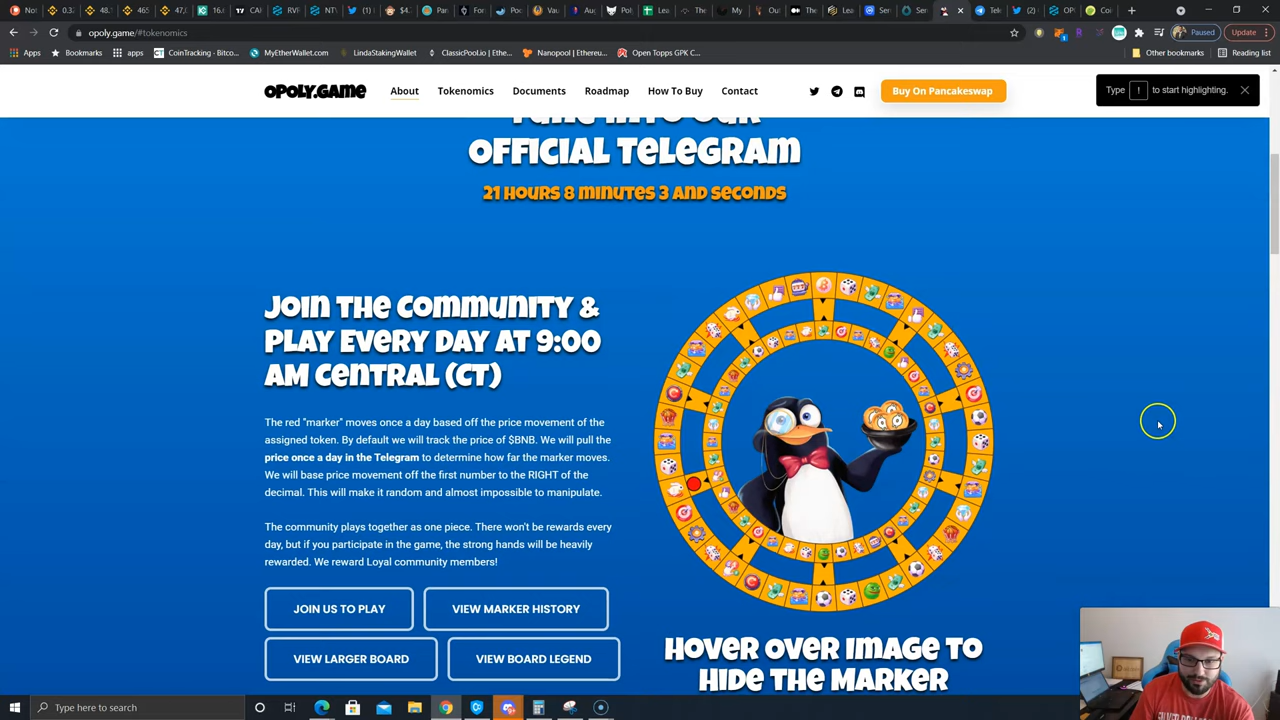 opoly.game/#tokenomics
Paused
Update
Apps
Bookmarks
apps
CoinTracking - Bitco...
MyEtherWallet.com
LindaStakingWallet
ClassicPool.io | Ethe...
Nanopool | Ethereu...
Open Topps GPK C...
Other bookmarks
Reading list
OPOLY.GAME
About
Tokenomics
Documents
Roadmap
How To Buy
Contact
Buy On Pancakeswap
Type ! to start highlighting.
OFFICIAL TELEGRAM
21 HOURS 8 MINUTES 3 AND SECONDS
JOIN THE COMMUNITY &
PLAY EVERY DAY AT 9:00
AM CENTRAL (CT)
The red "marker" moves once a day based off the price movement of the
assigned token. By default we will track the price of $BNB. We will pull the
price once a day in the Telegram to determine how far the marker moves.
We will base price movement off the first number to the RIGHT of the
decimal. This will make it random and almost impossible to manipulate.
The community plays together as one piece. There won't be rewards every
day, but if you participate in the game, the strong hands will be heavily
rewarded. We reward Loyal community members!
JOIN US TO PLAY
VIEW MARKER HISTORY
VIEW LARGER BOARD
VIEW BOARD LEGEND
HOVER OVER IMAGE TO
HIDE THE MARKER
Type here to search